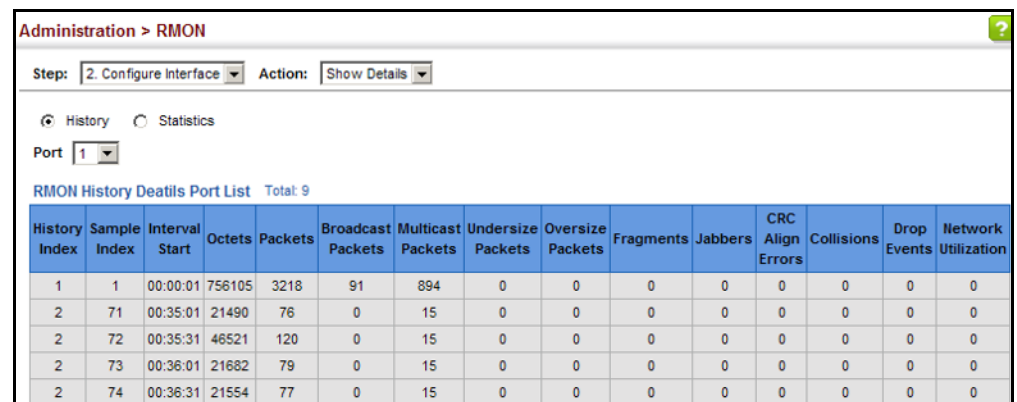 Administration > RMON
?
Step: 2. Configure Interface Action: Show Details
History Statistics
Port 1
RMON History Deatils Port List Total: 9
History Index Sample Index Interval Start Octets Packets Broadcast Packets Multicast Packets Undersize Packets Oversize Packets Fragments Jabbers CRC Align Errors Collisions Drop Events Network Utilization
1 1 00:00:01 756105 3218 91 894 0 0 0 0 0 0 0 0
2 71 00:35:01 21490 76 0 15 0 0 0 0 0 0 0 0
2 72 00:35:31 46521 120 0 15 0 0 0 0 0 0 0 0
2 73 00:36:01 21682 79 0 15 0 0 0 0 0 0 0 0
2 74 00:36:31 21554 77 0 15 0 0 0 0 0 0 0 0